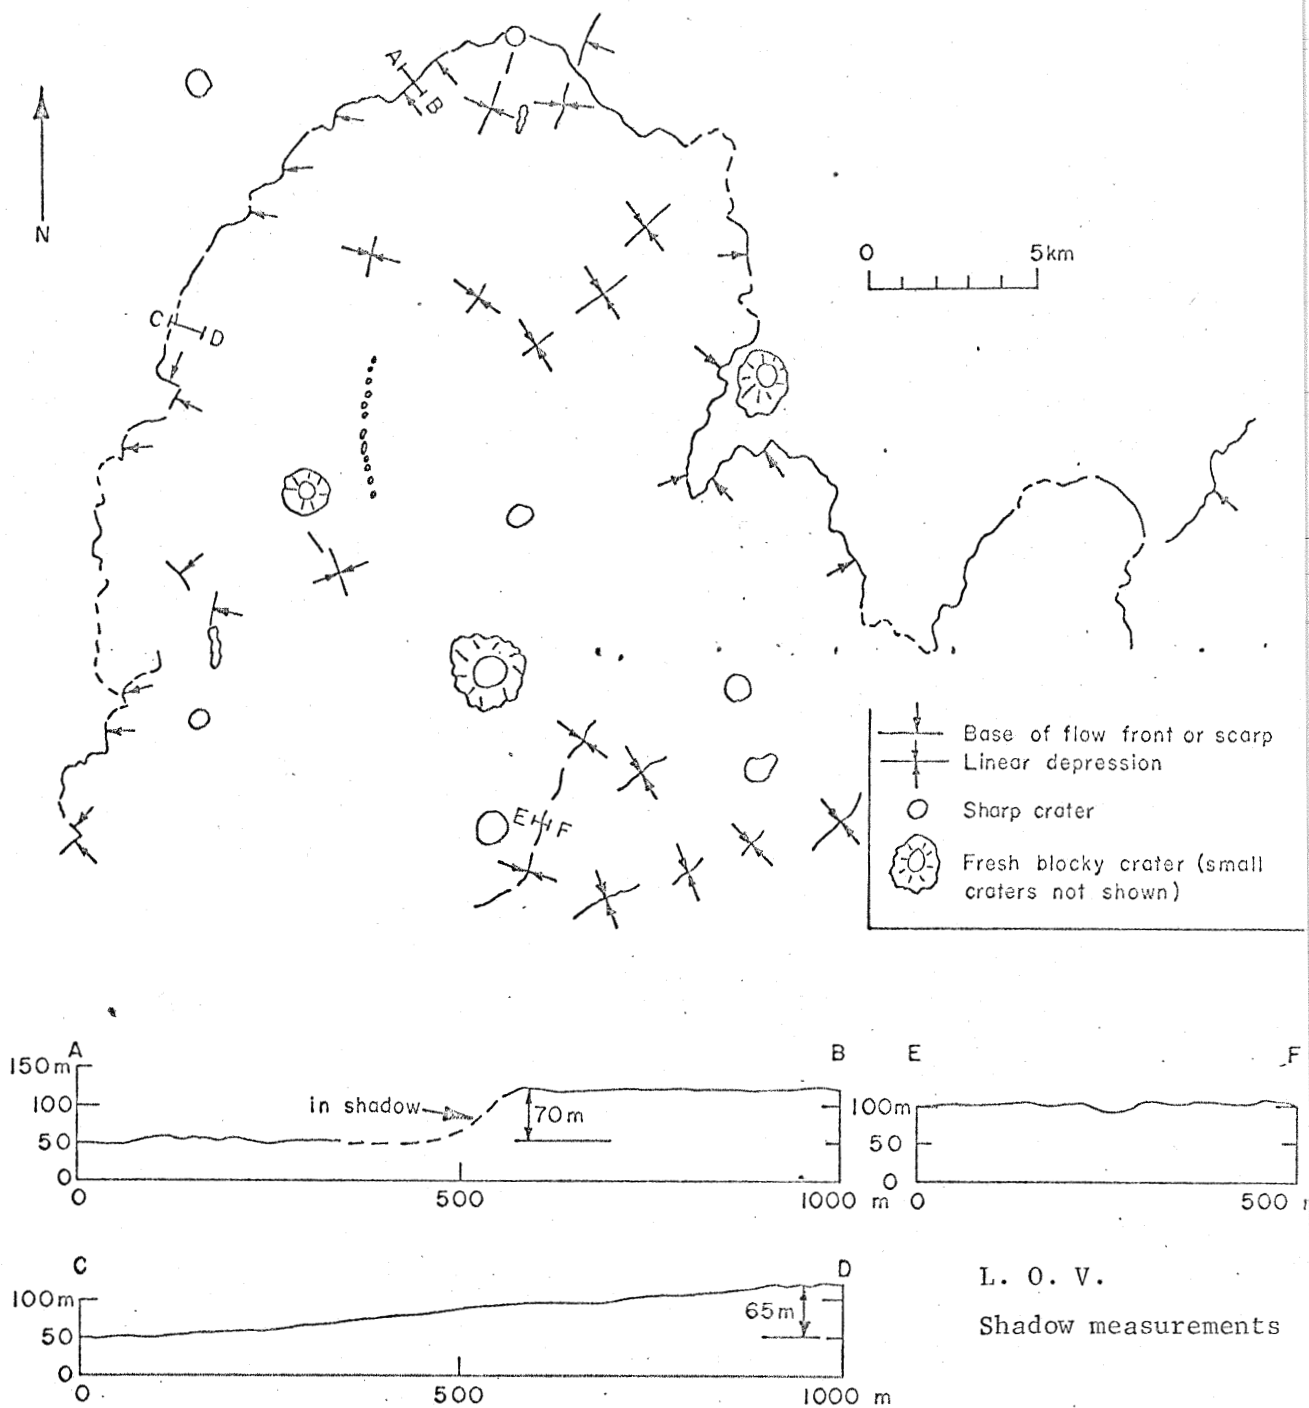 A
B
N
0 5km
C
D
E F
Base of flow front or scarp
Linear depression
Sharp crater
Fresh blocky crater (small
craters not shown)
A B E F
150m
100
50
0
in shadow
70m
0 500 1000 m
100m
50
0
0 500
C D
100m
50
0
65m
0 500 1000 m
L. O. V.
Shadow measurements